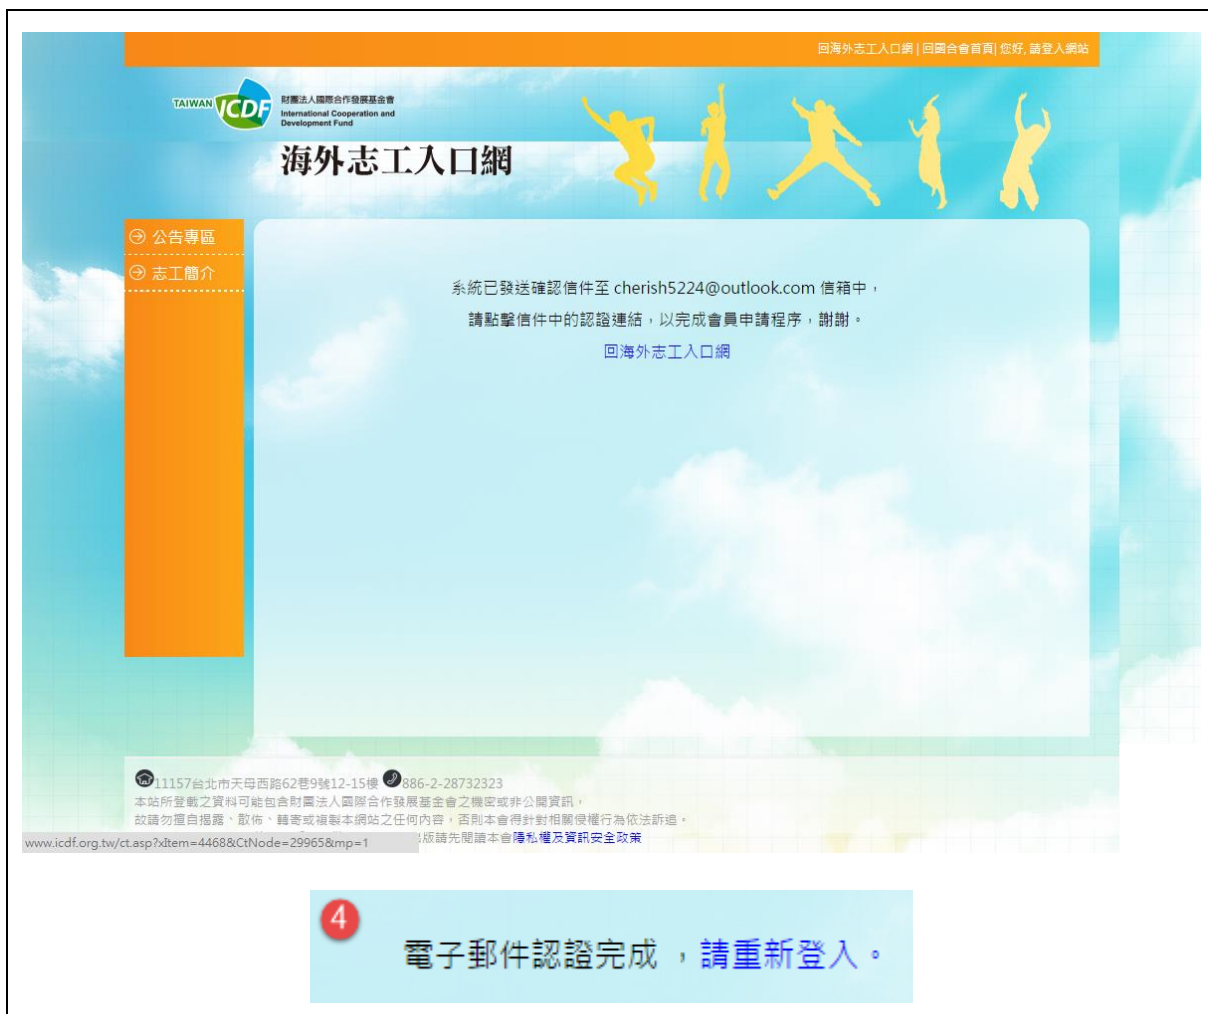 回海外志工入口網 | 回國合會首頁| 您好, 請登入網站
TAIWAN ICDF 財團法人國際合作發展基金會
International Cooperation and
Development Fund
海外志工入口網
公告專區
志工簡介
系統已發送確認信件至 cherish5224@outlook.com 信箱中，
請點擊信件中的認證連結，以完成會員申請程序，謝謝。
回海外志工入口網
11157台北市天母西路62巷9號12-15樓 886-2-28732323
本站所登載之資料可能包含財團法人國際合作發展基金會之機密或非公開資訊，
故請勿擅自揭露、散佈、轉寄或複製本網站之任何內容，否則本會得針對相關侵權行為依法訴追。
出版請先閱讀本會隱私權及資訊安全政策
www.icdf.org.tw/ct.asp?xItem=4468&CtNode=29965&mp=1
4
電子郵件認證完成 ，請重新登入。